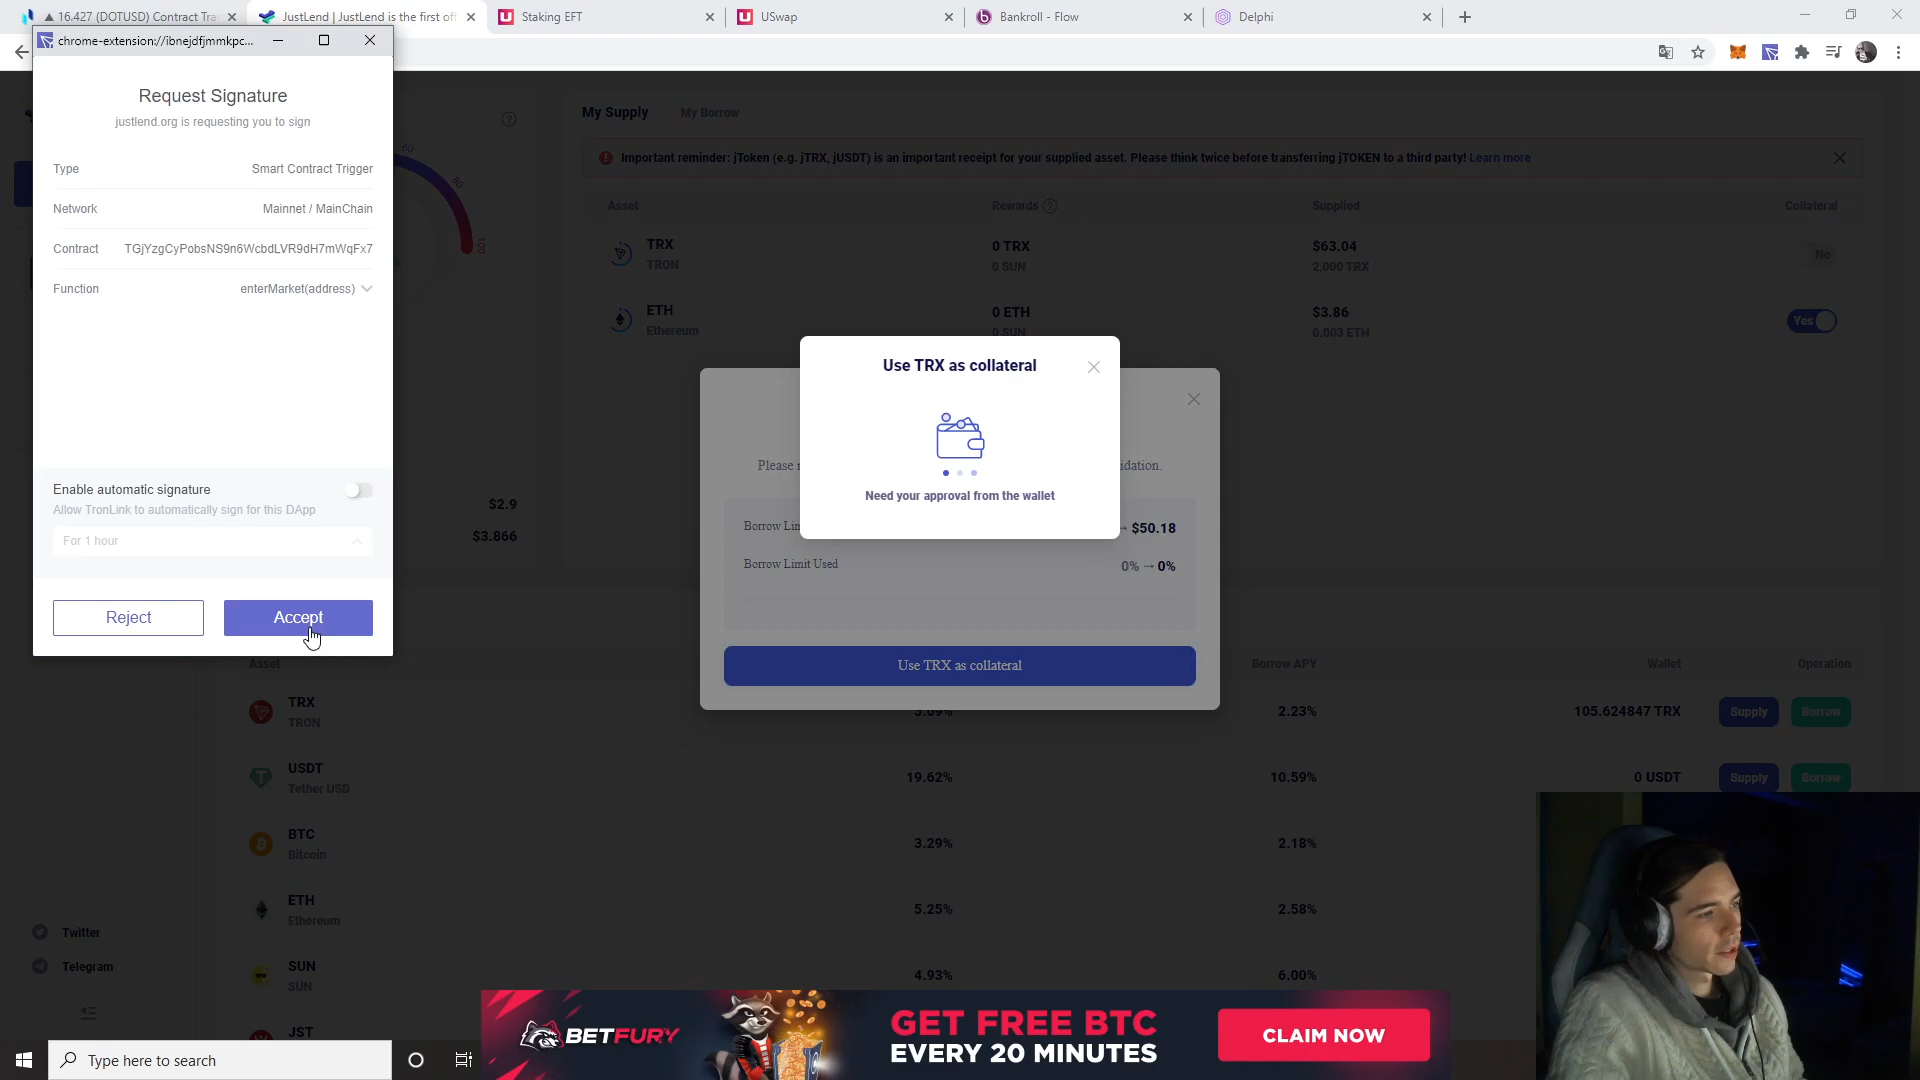 ▲ 16.427 (DOTUSD) Contract Tra
JustLend | JustLend is the first off
Staking EFT
USwap
Bankroll - Flow
Delphi
chrome-extension://ibnejdfjmmkpc...
Request Signature
justlend.org is requesting you to sign
Type
Smart Contract Trigger
Network
Mainnet / MainChain
Contract
TGjYzgCyPobsNS9n6WcbdLVR9dH7mWqFx7
Function
enterMarket(address)
Enable automatic signature
Allow TronLink to automatically sign for this DApp
For 1 hour
Reject
Accept
60
80
100
$2.9
$3.866
My Supply
My Borrow
Important reminder: jToken (e.g. jTRX, jUSDT) is an important receipt for your supplied asset. Please think twice before transferring jTOKEN to a third party! Learn more
Asset
Rewards
Supplied
Collateral
TRX
TRON
0 TRX
0 SUN
$63.04
2,000 TRX
No
ETH
Ethereum
0 ETH
0 SUN
$3.86
0.003 ETH
Yes
Use TRX as collateral
Need your approval from the wallet
Please
idation.
Borrow Lim
→ $50.18
Borrow Limit Used
0% → 0%
Use TRX as collateral
Asset
Borrow APY
Wallet
Operation
TRX
TRON
5.09%
2.23%
105.624847 TRX
Supply
Borrow
USDT
Tether USD
19.62%
10.59%
0 USDT
Supply
Borrow
BTC
Bitcoin
3.29%
2.18%
ETH
Ethereum
5.25%
2.58%
SUN
SUN
4.93%
6.00%
JST
Twitter
Telegram
BETFURY
GET FREE BTC
EVERY 20 MINUTES
CLAIM NOW
Type here to search